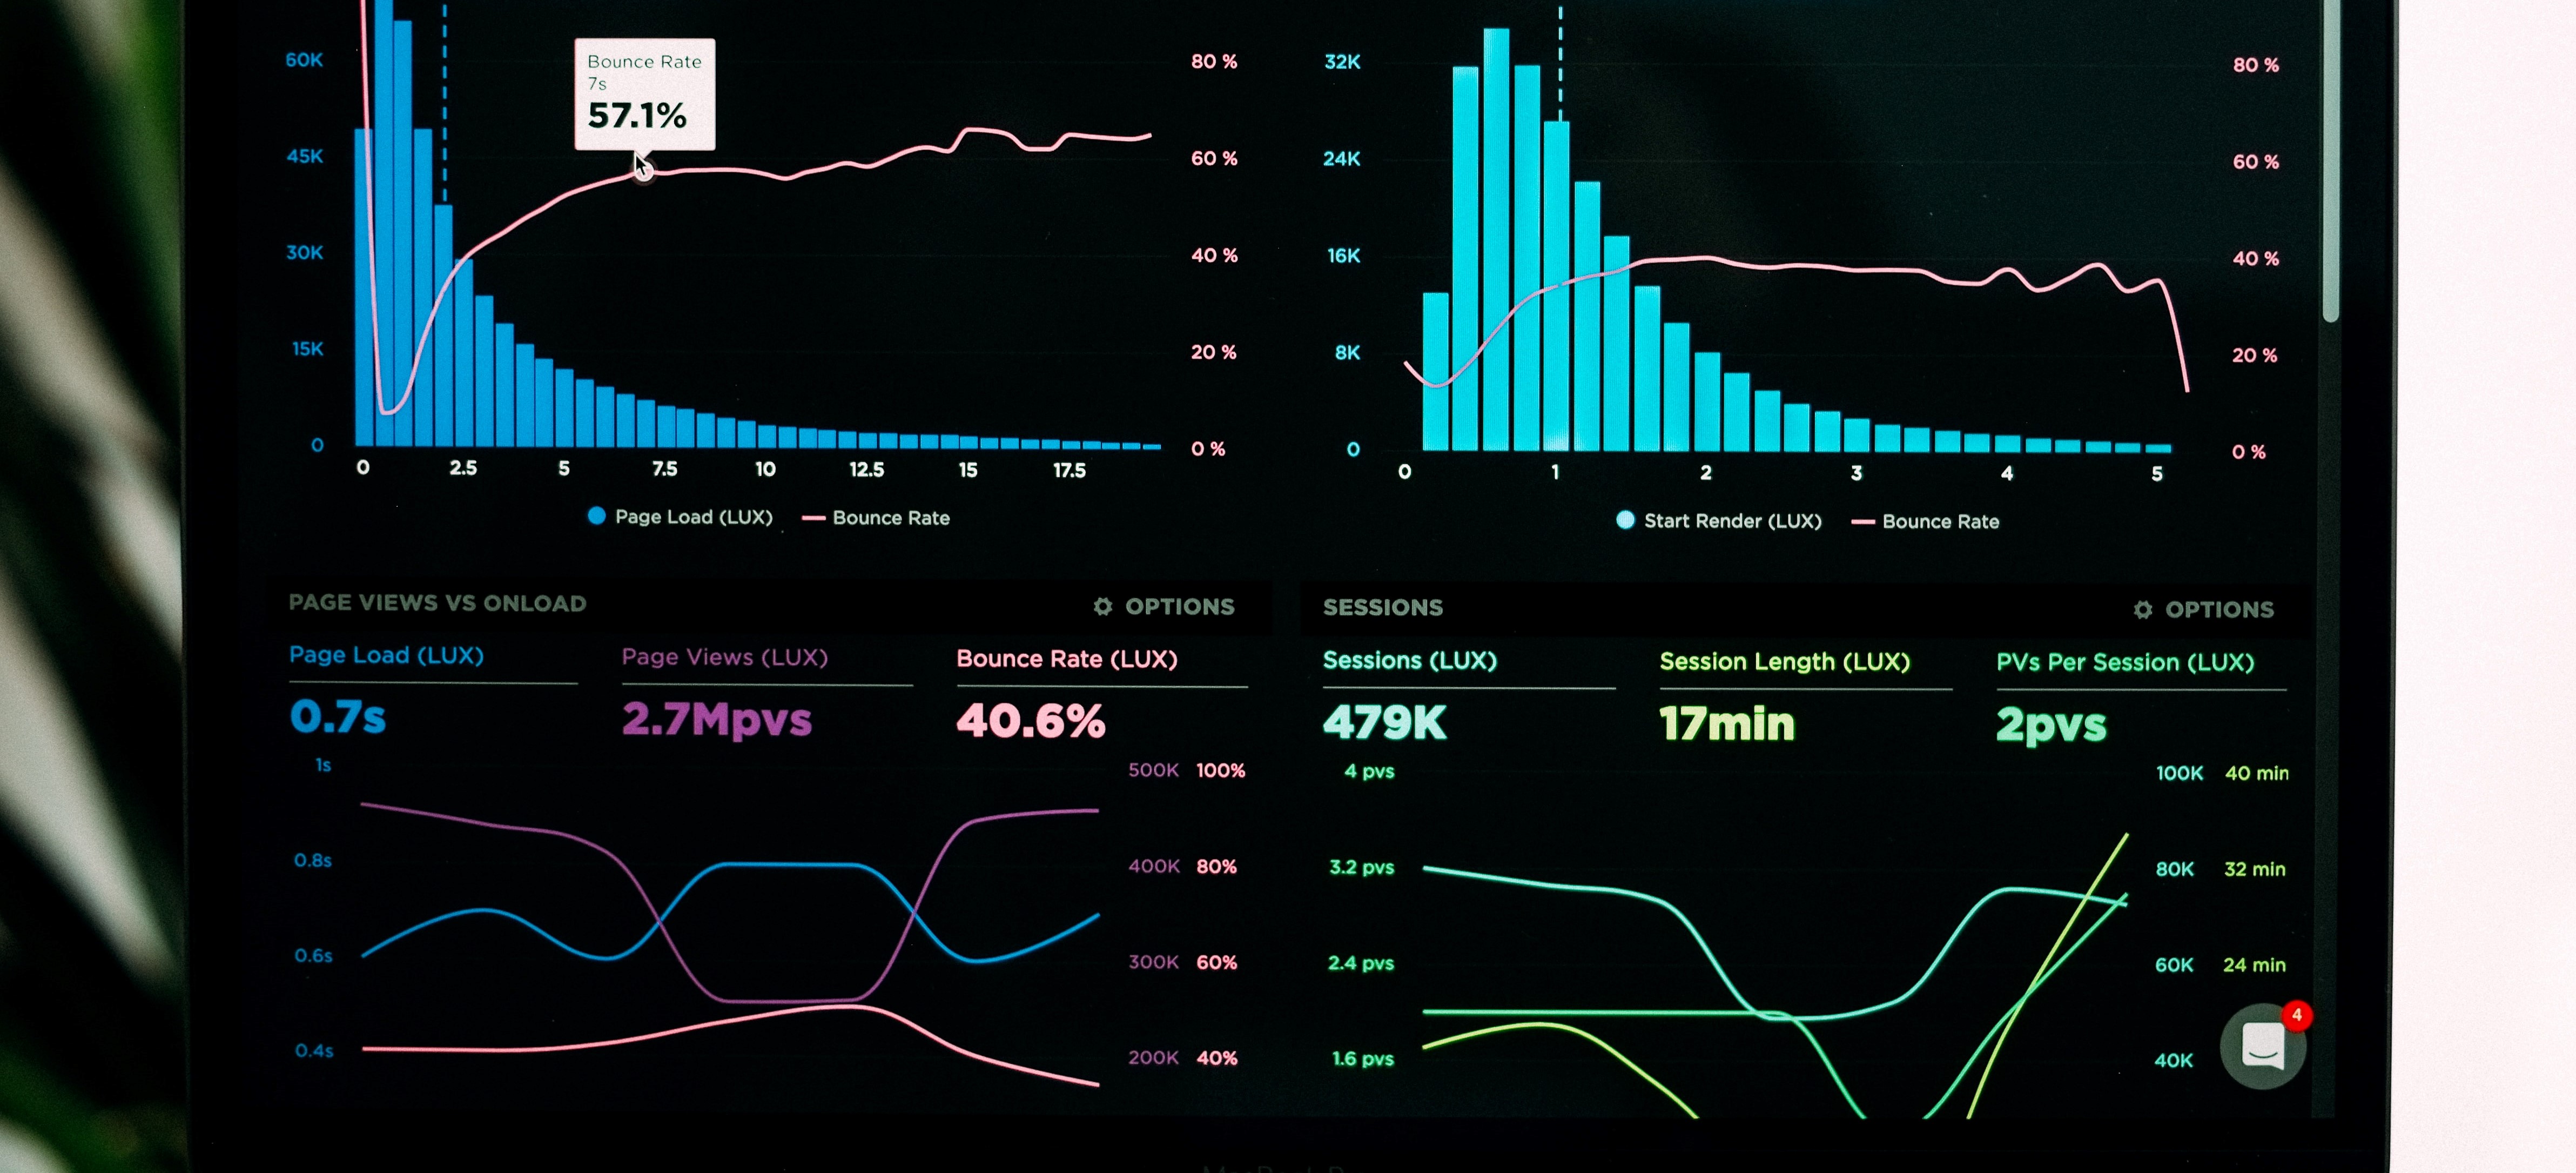 60K
45K
30K
15K
0
Bounce Rate
7s
57.1%
80 %
60 %
40 %
20 %
0 %
0 2.5 5 7.5 10 12.5 15 17.5
Page Load (LUX) Bounce Rate
32K
24K
16K
8K
0
80 %
60 %
40 %
20 %
0 %
0 1 2 3 4 5
Start Render (LUX) Bounce Rate
PAGE VIEWS VS ONLOAD OPTIONS
Page Load (LUX) Page Views (LUX) Bounce Rate (LUX)
0.7s 2.7Mpvs 40.6%
1s 500K 100%
0.8s 400K 80%
0.6s 300K 60%
0.4s 200K 40%
SESSIONS OPTIONS
Sessions (LUX) Session Length (LUX) PVs Per Session (LUX)
479K 17min 2pvs
4 pvs 100K 40 min
3.2 pvs 80K 32 min
2.4 pvs 60K 24 min
1.6 pvs 40K
4